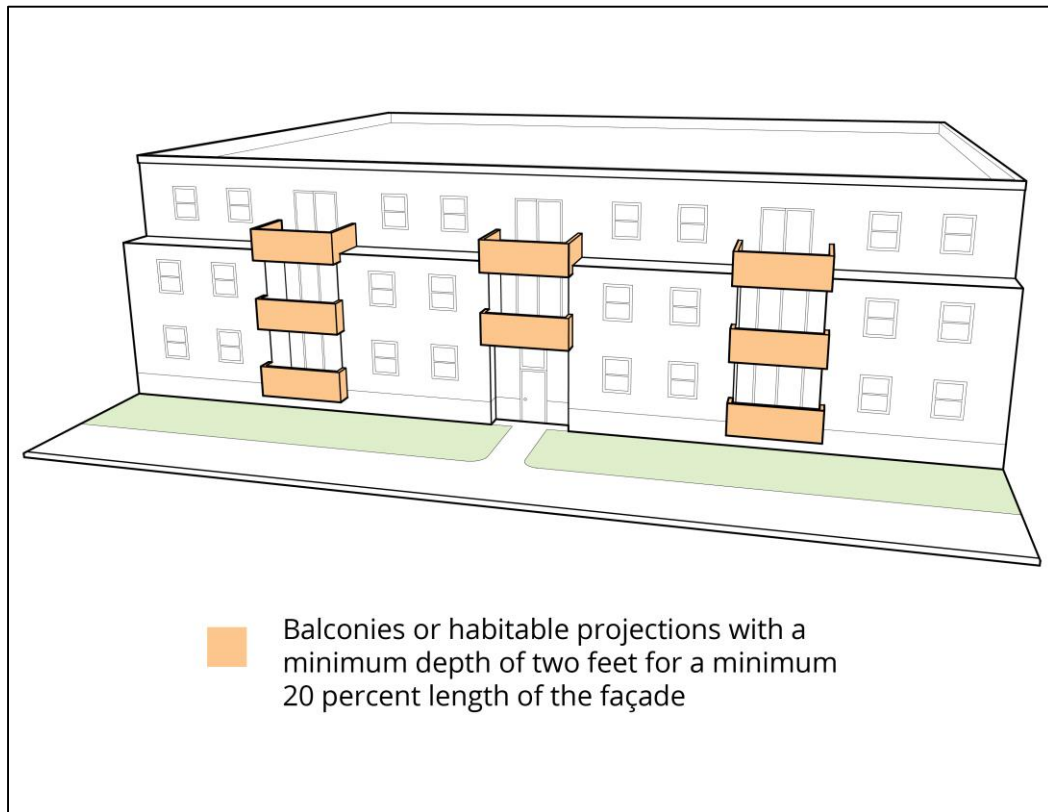 Balconies or habitable projections with a
minimum depth of two feet for a minimum
20 percent length of the façade